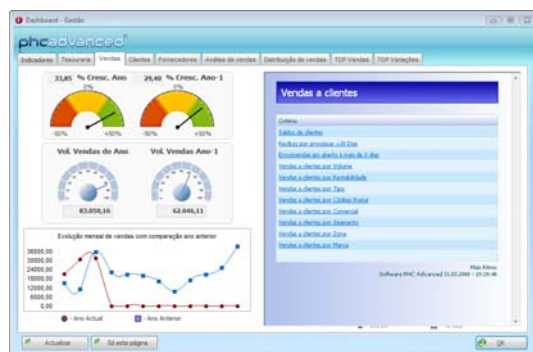 Dashboard - Gestão
phcadvanced
Indicadores Tesouraria Vendas Clientes Fornecedores Análise de vendas Distribuição de vendas TOP Vendas TOP Variações
33,85 % Cresc. Ano
0%
-50% +50%
29,40 % Cresc. Ano-1
0%
-50% +50%
Vol. Vendas do Ano
83.050,16
Vol. Vendas Ano-1
62.046,11
Evolução mensal de vendas com comparação ano anterior
36000,00
30000,00
24000,00
18000,00
12000,00
6000,00
0,00
- Ano Actual - Ano Anterior
Vendas a clientes
Critério
Saldos de clientes
Recibos por processar >30 Dias
Encomendas em aberto à mais de 8 dias
Vendas a clientes por Volume
Vendas a clientes por Rentabilidade
Vendas a clientes por Tipo
Vendas a clientes por Código Postal
Vendas a clientes por Comercial
Vendas a clientes por Segmento
Vendas a clientes por Zona
Vendas a clientes por Marca
Mais Ritmo
Software PHC Advanced
Actualizar Só esta página OK